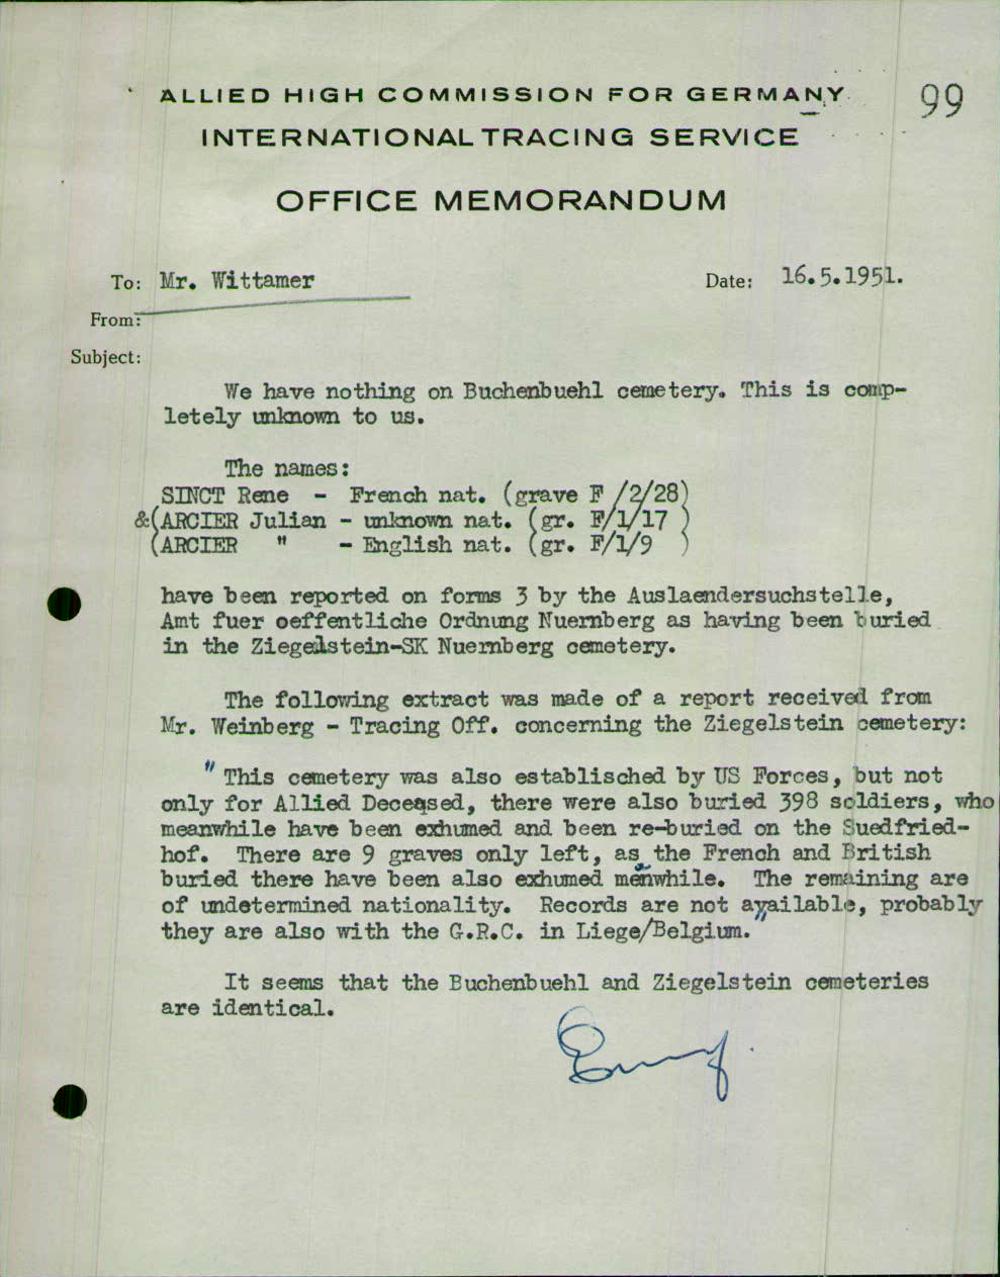 ALLIED HIGH COMMISSION FOR GERMANY
99
INTERNATIONAL TRACING SERVICE
OFFICE MEMORANDUM
To: Mr. Wittamer Date: 16.5.1951.
From:
Subject:
We have nothing on Buchenbuehl cemetery. This is comp-
letely unknown to us.
The names:
SINCT Rene - French nat. (grave F /2/28)
&(ARCIER Julian - unknown nat. (gr. F/1/17 )
(ARCIER " - English nat. (gr. F/1/9 )
have been reported on forms 3 by the Auslaendersuchstelle,
Amt fuer oeffentliche Ordnung Nuernberg as having been buried
in the Ziegelstein-SK Nuernberg cemetery.
The following extract was made of a report received from
Mr. Weinberg - Tracing Off. concerning the Ziegelstein cemetery:
" This cemetery was also establisched by US Forces, but not
only for Allied Deceased, there were also buried 398 soldiers, who
meanwhile have been exhumed and been re-buried on the Suedfried-
hof. There are 9 graves only left, as the French and British
buried there have been also exhumed menwhile. The remaining are
of undetermined nationality. Records are not available, probably
they are also with the G.R.C. in Liege/Belgium."
It seems that the Buchenbuehl and Ziegelstein cemeteries
are identical.